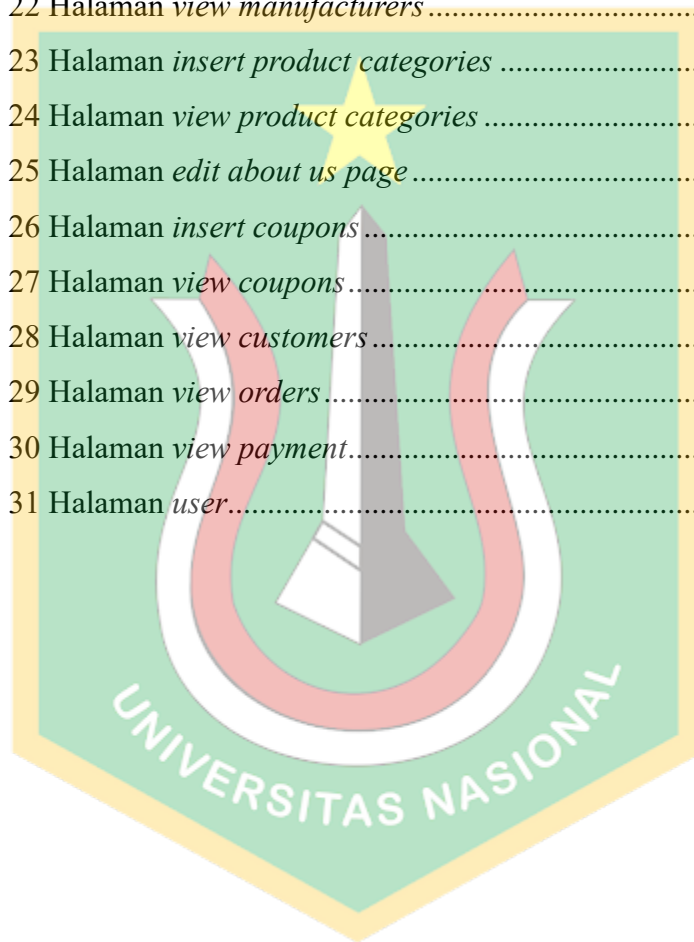 22 Halaman view manufacturers........................................
23 Halaman insert product categories ...............................
24 Halaman view product categories .................................
25 Halaman edit about us page..........................................
26 Halaman insert coupons................................................
27 Halaman view coupons..................................................
28 Halaman view customers...............................................
29 Halaman view orders.....................................................
30 Halaman view payment..................................................
31 Halaman user.................................................................
UNIVERSITAS NASIONAL